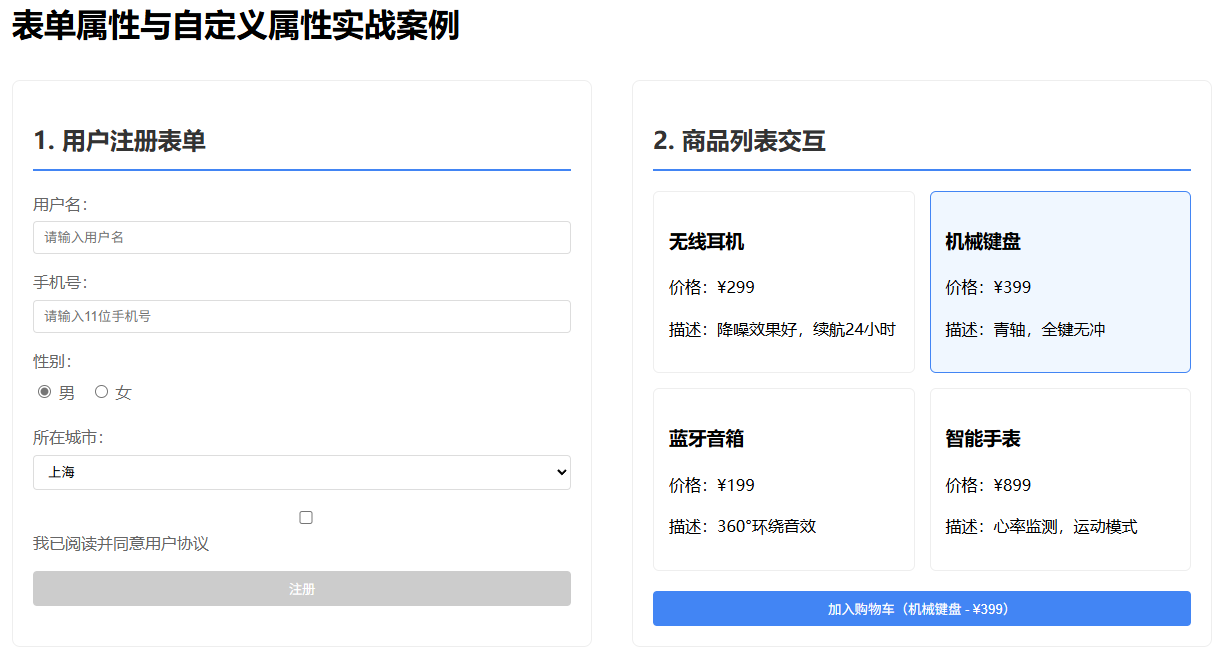 表单属性与自定义属性实战案例
1. 用户注册表单
用户名：
请输入用户名
手机号：
请输入11位手机号
性别：
男 女
所在城市：
上海
我已阅读并同意用户协议
注册
2. 商品列表交互
无线耳机
价格：¥299
描述：降噪效果好，续航24小时
机械键盘
价格：¥399
描述：青轴，全键无冲
蓝牙音箱
价格：¥199
描述：360°环绕音效
智能手表
价格：¥899
描述：心率监测，运动模式
加入购物车（机械键盘 - ¥399）